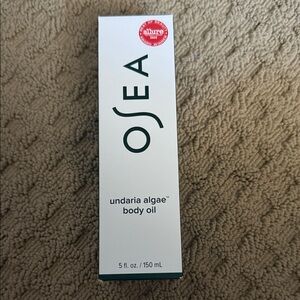 allure
OSEA
undaria algae™
body oil
5 fl. oz. / 150 mL